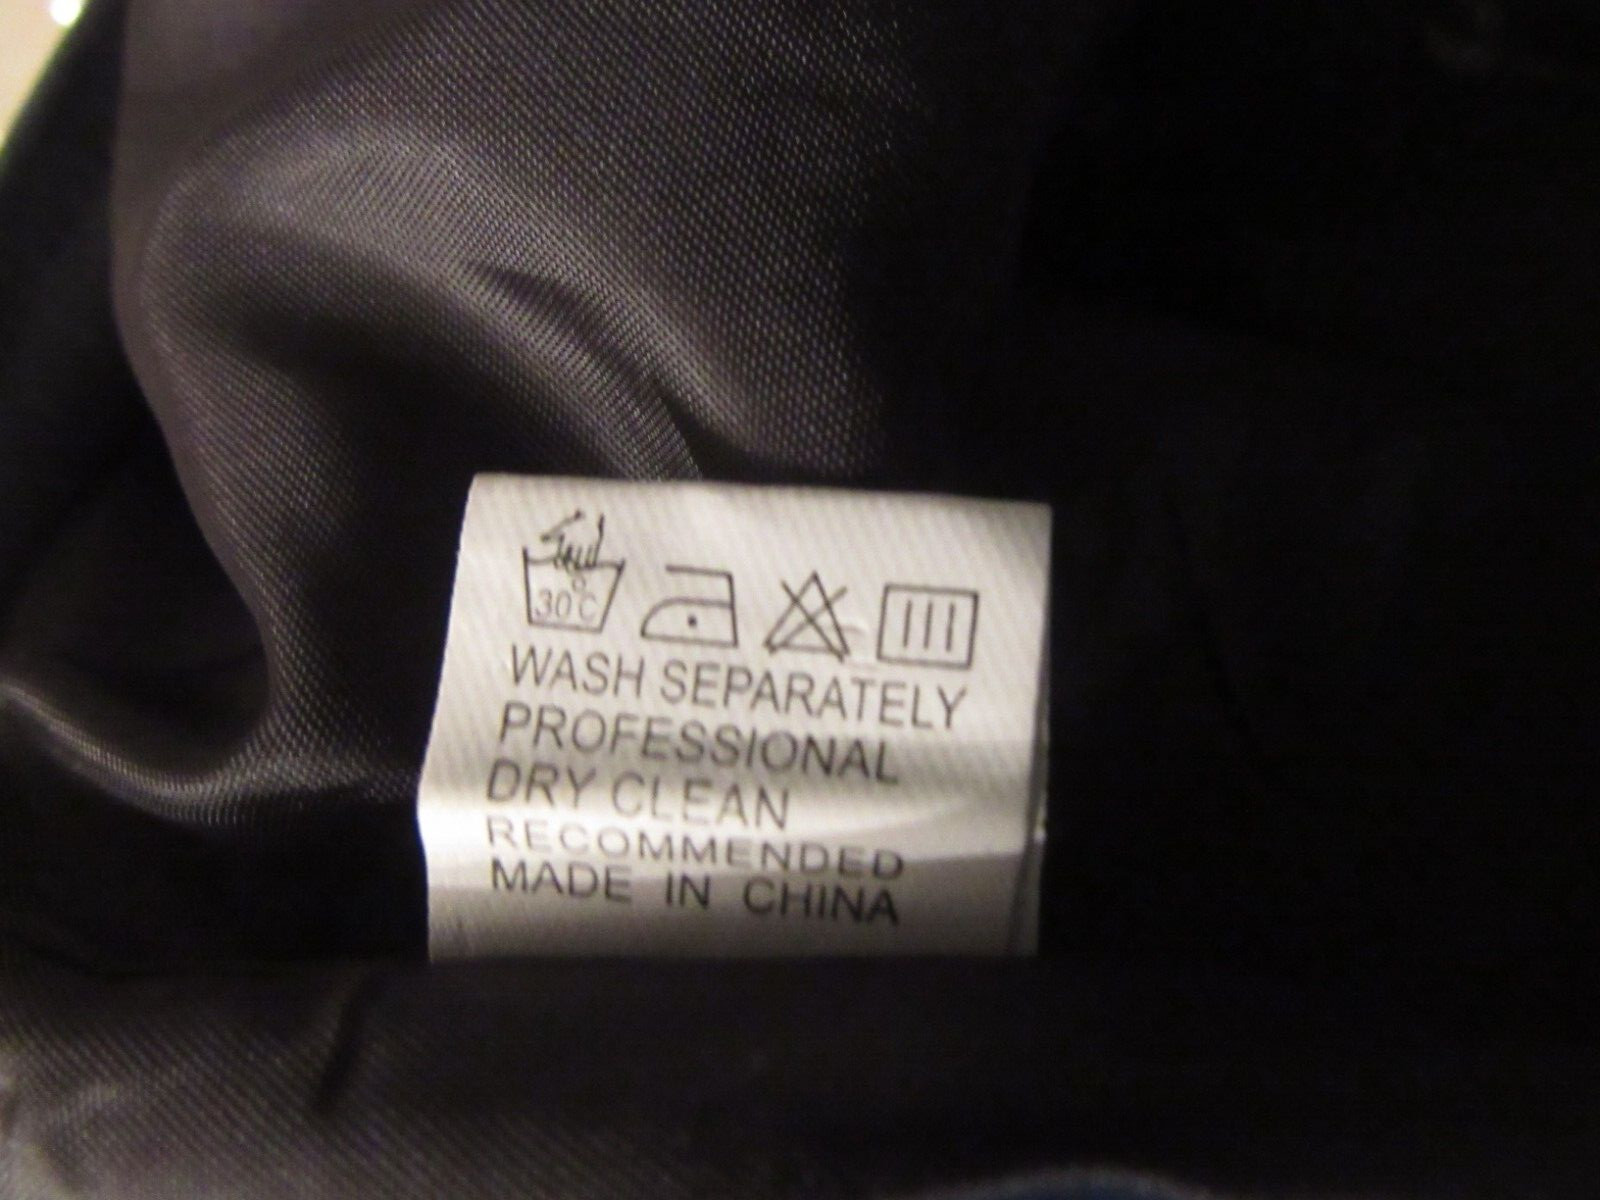 30°C
WASH SEPARATELY
PROFESSIONAL
DRY CLEAN
RECOMMENDED
MADE IN CHINA